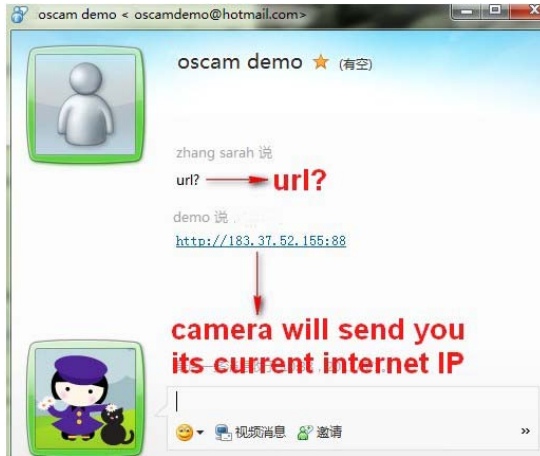 oscam demo < oscamdemo@hotmail.com>
oscam demo (有空)
zhang sarah 说
url? url?
demo 说
http://183.37.52.155:88
camera will send you
its current internet IP
视频消息 邀请 »